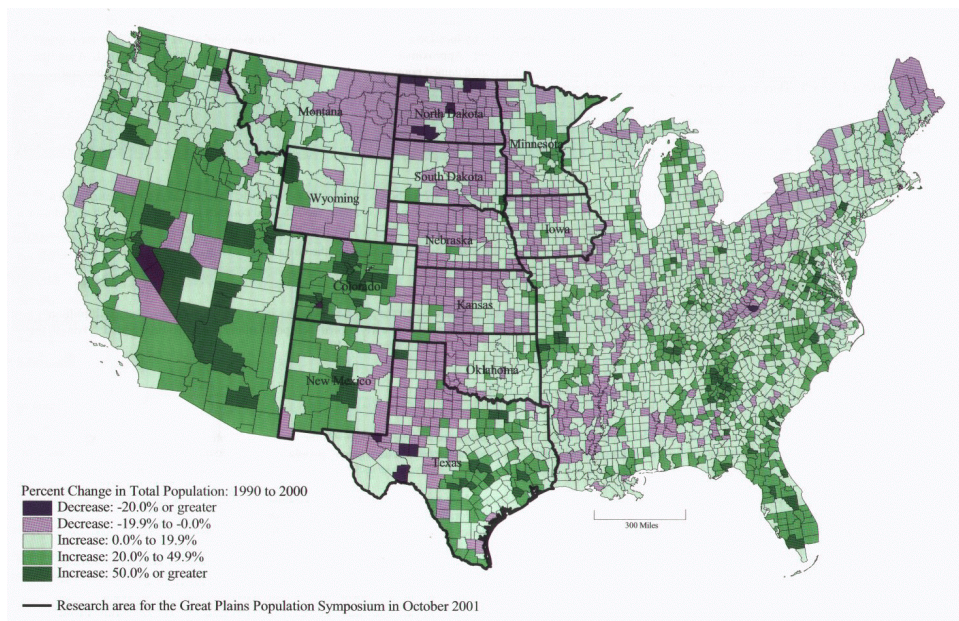 Montana
North Dakota
Minnesota
South Dakota
Wyoming
Iowa
Nebraska
Colorado
Kansas
Oklahoma
New Mexico
Texas
Percent Change in Total Population: 1990 to 2000
Decrease: -20.0% or greater
Decrease: -19.9% to -0.0%
Increase: 0.0% to 19.9%
Increase: 20.0% to 49.9%
Increase: 50.0% or greater
300 Miles
Research area for the Great Plains Population Symposium in October 2001